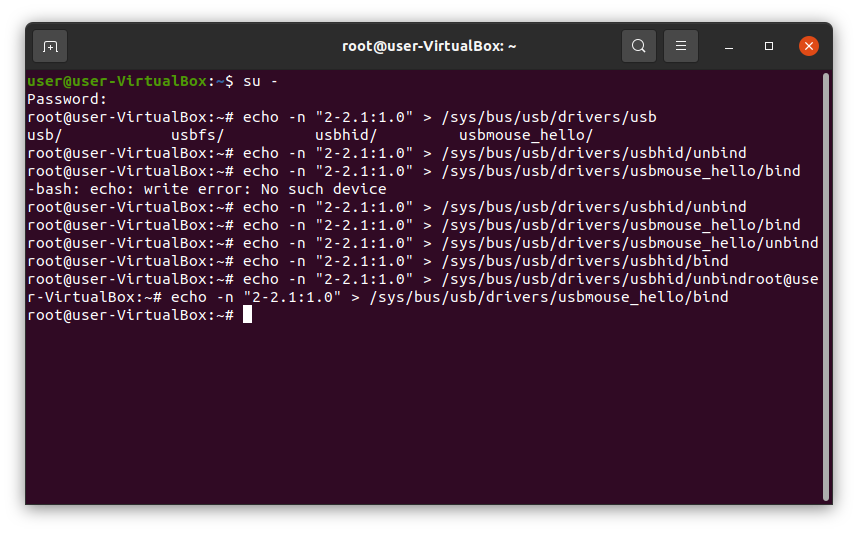 root@user-VirtualBox: ~
user@user-VirtualBox:~$ su -
Password:
root@user-VirtualBox:~# echo -n "2-2.1:1.0" > /sys/bus/usb/drivers/usb
usb/            usbfs/          usbhid/         usbmouse_hello/
root@user-VirtualBox:~# echo -n "2-2.1:1.0" > /sys/bus/usb/drivers/usbhid/unbind
root@user-VirtualBox:~# echo -n "2-2.1:1.0" > /sys/bus/usb/drivers/usbmouse_hello/bind
-bash: echo: write error: No such device
root@user-VirtualBox:~# echo -n "2-2.1:1.0" > /sys/bus/usb/drivers/usbhid/unbind
root@user-VirtualBox:~# echo -n "2-2.1:1.0" > /sys/bus/usb/drivers/usbmouse_hello/bind
root@user-VirtualBox:~# echo -n "2-2.1:1.0" > /sys/bus/usb/drivers/usbmouse_hello/unbind
root@user-VirtualBox:~# echo -n "2-2.1:1.0" > /sys/bus/usb/drivers/usbhid/bind
root@user-VirtualBox:~# echo -n "2-2.1:1.0" > /sys/bus/usb/drivers/usbhid/unbindroot@use
r-VirtualBox:~# echo -n "2-2.1:1.0" > /sys/bus/usb/drivers/usbmouse_hello/bind
root@user-VirtualBox:~#